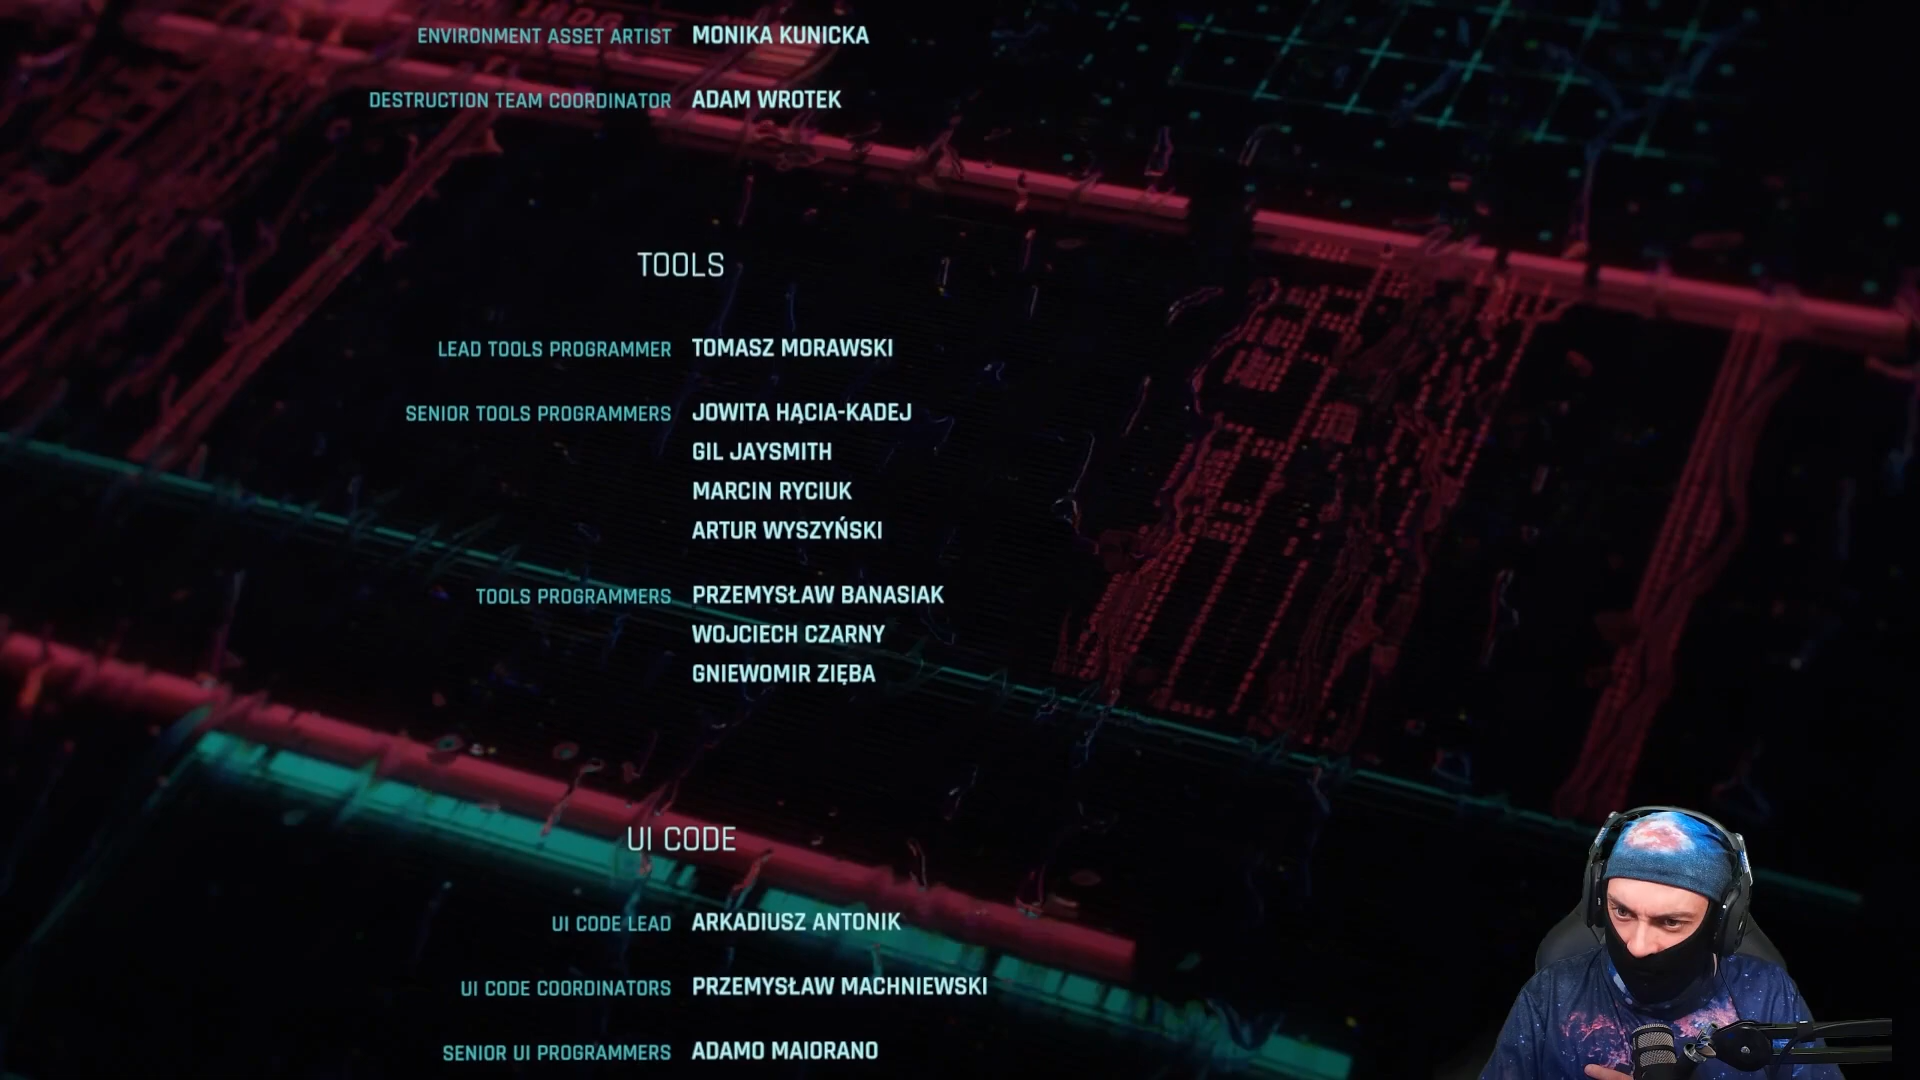 ENVIRONMENT ASSET ARTIST MONIKA KUNICKA
DESTRUCTION TEAM COORDINATOR ADAM WROTEK
TOOLS
LEAD TOOLS PROGRAMMER TOMASZ MORAWSKI
SENIOR TOOLS PROGRAMMERS JOWITA HĄCIA-KADEJ
GIL JAYSMITH
MARCIN RYCIUK
ARTUR WYSZYŃSKI
TOOLS PROGRAMMERS PRZEMYSŁAW BANASIAK
WOJCIECH CZARNY
GNIEWOMIR ZIĘBA
UI CODE
UI CODE LEAD ARKADIUSZ ANTONIK
UI CODE COORDINATORS PRZEMYSŁAW MACHNIEWSKI
SENIOR UI PROGRAMMERS ADAMO MAIORANO